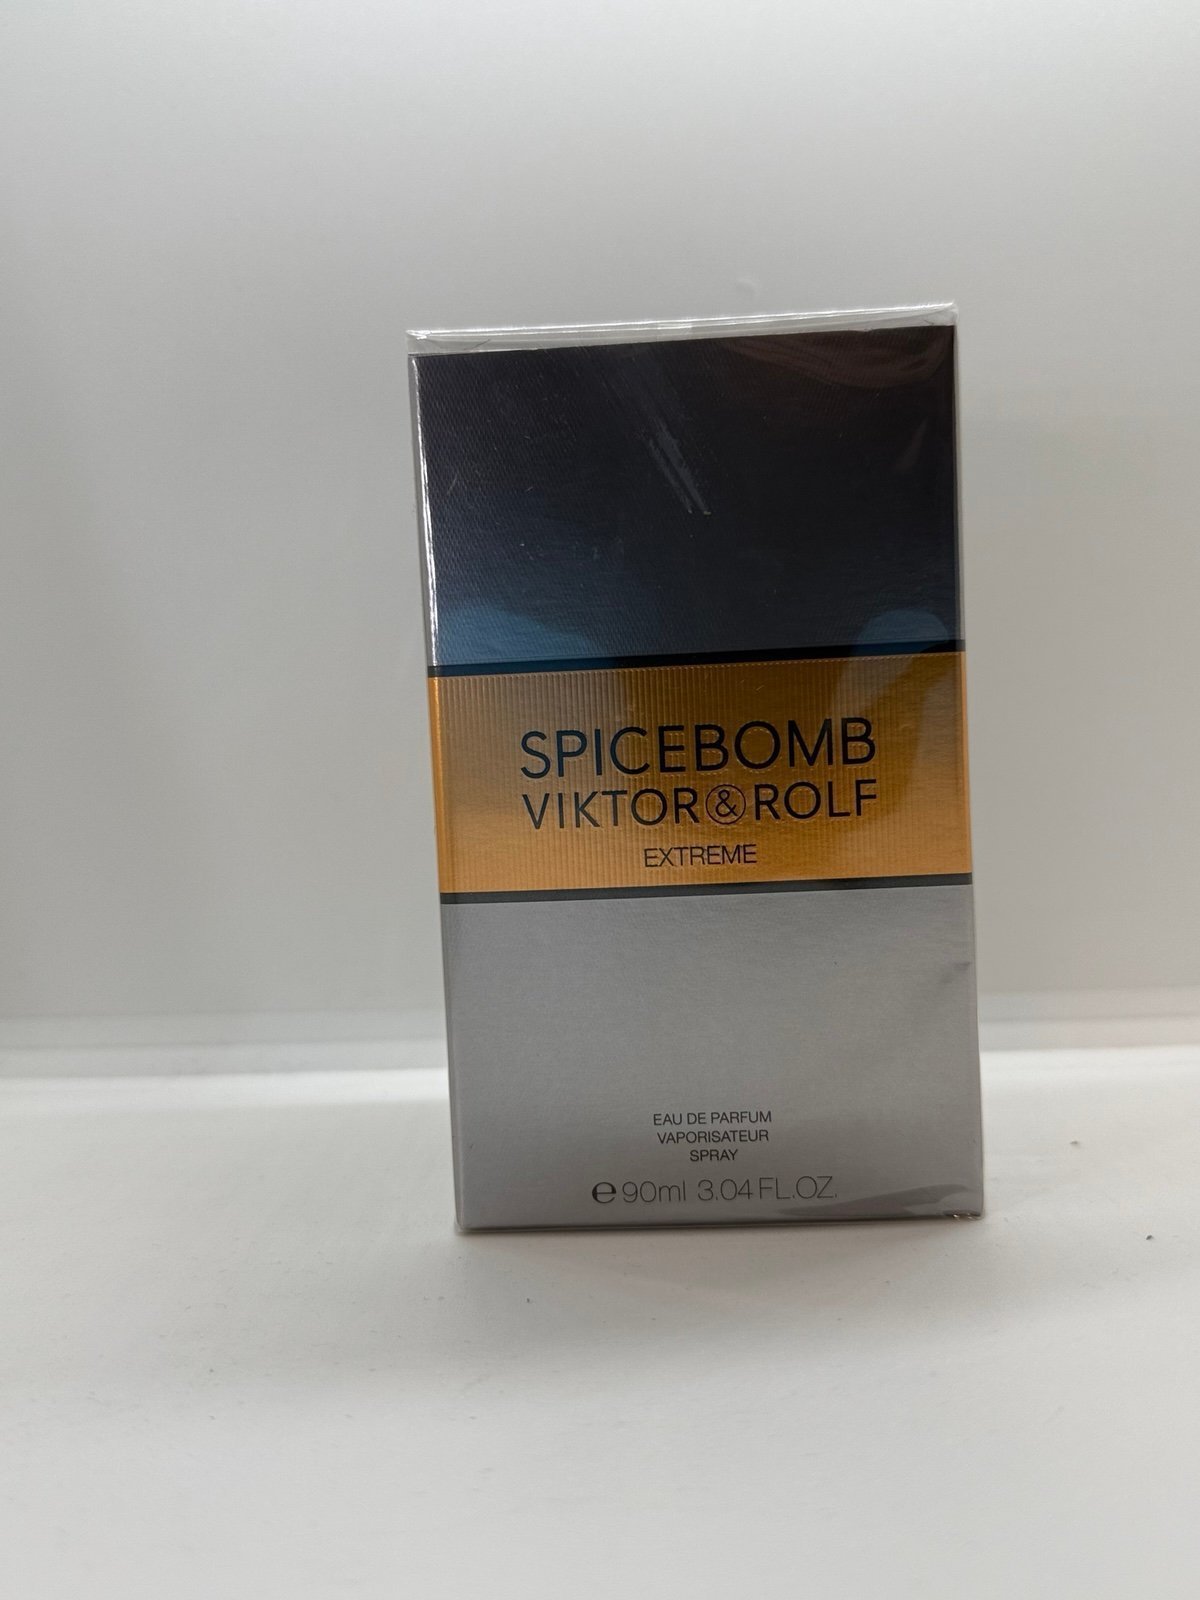 SPICEBOMB
VIKTOR&ROLF
EXTREME
EAU DE PARFUM
VAPORISATEUR
SPRAY
℮ 90ml 3.04 FL.OZ.